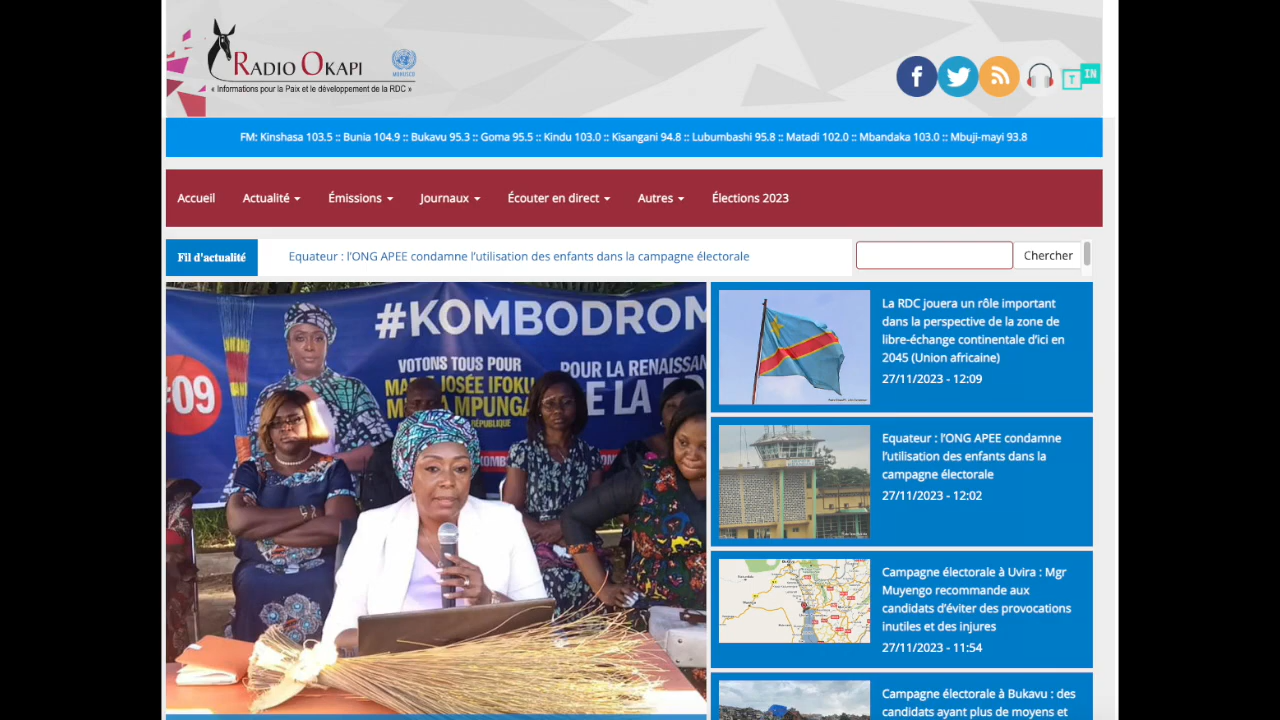 RADIO OKAPI
MONUSCO
« Informations pour la Paix et le développement de la RDC »
T IN
FM: Kinshasa 103.5 :: Bunia 104.9 :: Bukavu 95.3 :: Goma 95.5 :: Kindu 103.0 :: Kisangani 94.8 :: Lubumbashi 95.8 :: Matadi 102.0 :: Mbandaka 103.0 :: Mbuji-mayi 93.8
Accueil Actualité Émissions Journaux Écouter en direct Autres Élections 2023
Fil d'actualité
Equateur : l’ONG APEE condamne l’utilisation des enfants dans la campagne électorale
Chercher
#KOMBODROM
VOTONS TOUS POUR
POUR LA RENAISSAN
JOSÉE IFOKU
MPUNGA
E LA
RÉPUBLIQUE
#09
La RDC jouera un rôle important
dans la perspective de la zone de
libre-échange continentale d’ici en
2045 (Union africaine)
27/11/2023 - 12:09
Equateur : l’ONG APEE condamne
l’utilisation des enfants dans la
campagne électorale
27/11/2023 - 12:02
Campagne électorale à Uvira : Mgr
Muyengo recommande aux
candidats d’éviter des provocations
inutiles et des injures
27/11/2023 - 11:54
Campagne électorale à Bukavu : des
candidats ayant plus de moyens et